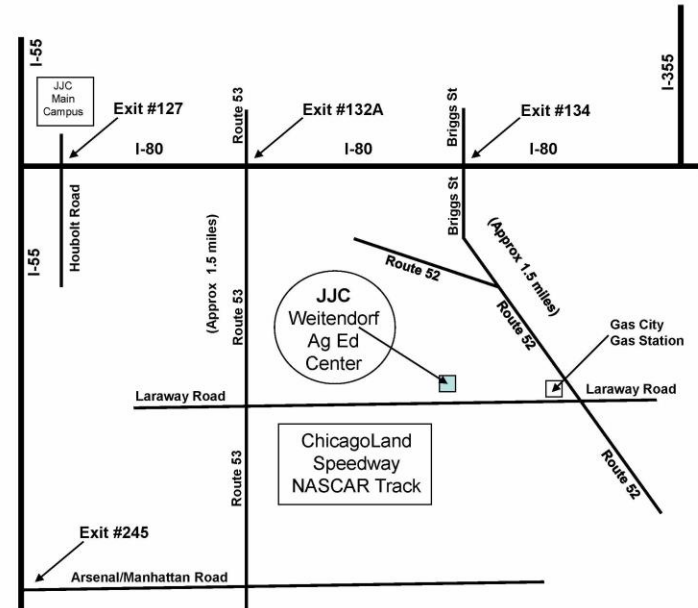 I-55
I-355
JJC
Main
Campus
Exit #127
Route 53
Exit #132A
Briggs St
Exit #134
I-80
I-80
I-80
Houbolt Road
I-55
(Approx 1.5 miles)
Route 53
Briggs St
(Approx 1.5 miles)
Route 52
Route 52
JJC
Weitendorf
Ag Ed
Center
Gas City
Gas Station
Laraway Road
Laraway Road
ChicagoLand
Speedway
NASCAR Track
Route 53
Route 52
Exit #245
Arsenal/Manhattan Road